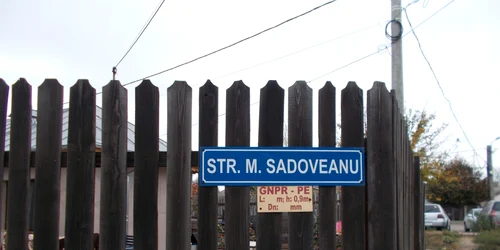 STR. M. SADOVEANU
GNPR - PE
L: m; h: 0,9m
Dn: mm